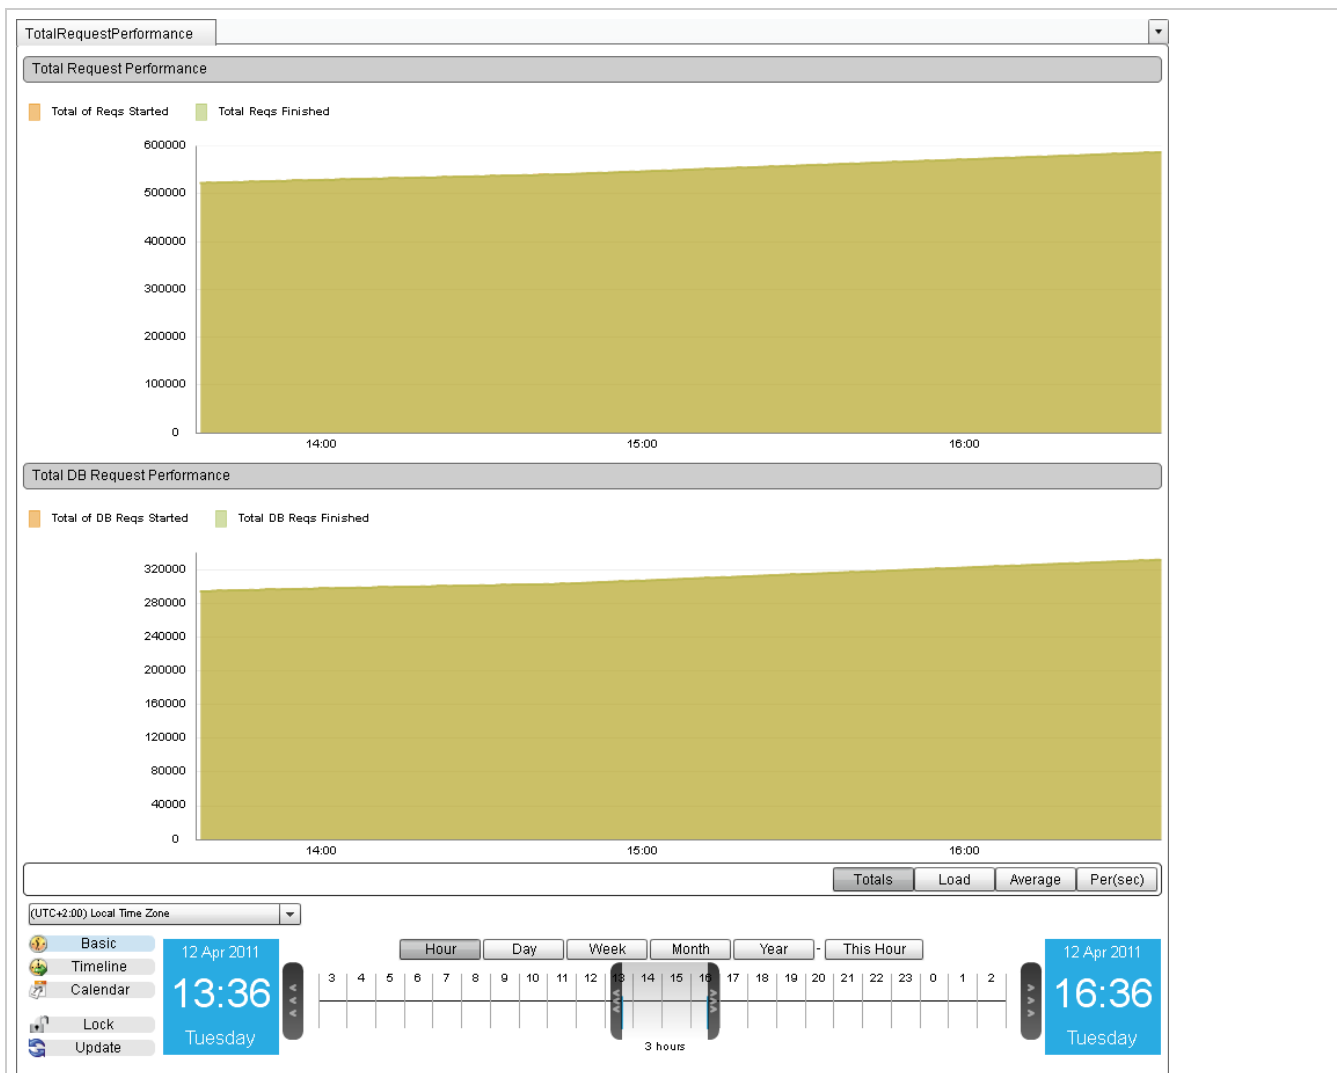 TotalRequestPerformance
Total Request Performance
Total of Reqs Started Total Reqs Finished
600000
500000
400000
300000
200000
100000
0
14:00 15:00 16:00
Total DB Request Performance
Total of DB Reqs Started Total DB Reqs Finished
320000
280000
240000
200000
160000
120000
80000
40000
0
14:00 15:00 16:00
Totals Load Average Per(sec)
(UTC+2:00) Local Time Zone
Basic
Timeline
Calendar
Lock
Update
12 Apr 2011
13:36
Tuesday
Hour Day Week Month Year - This Hour
3 4 5 6 7 8 9 10 11 12 13 14 15 16 17 18 19 20 21 22 23 0 1 2
3 hours
12 Apr 2011
16:36
Tuesday